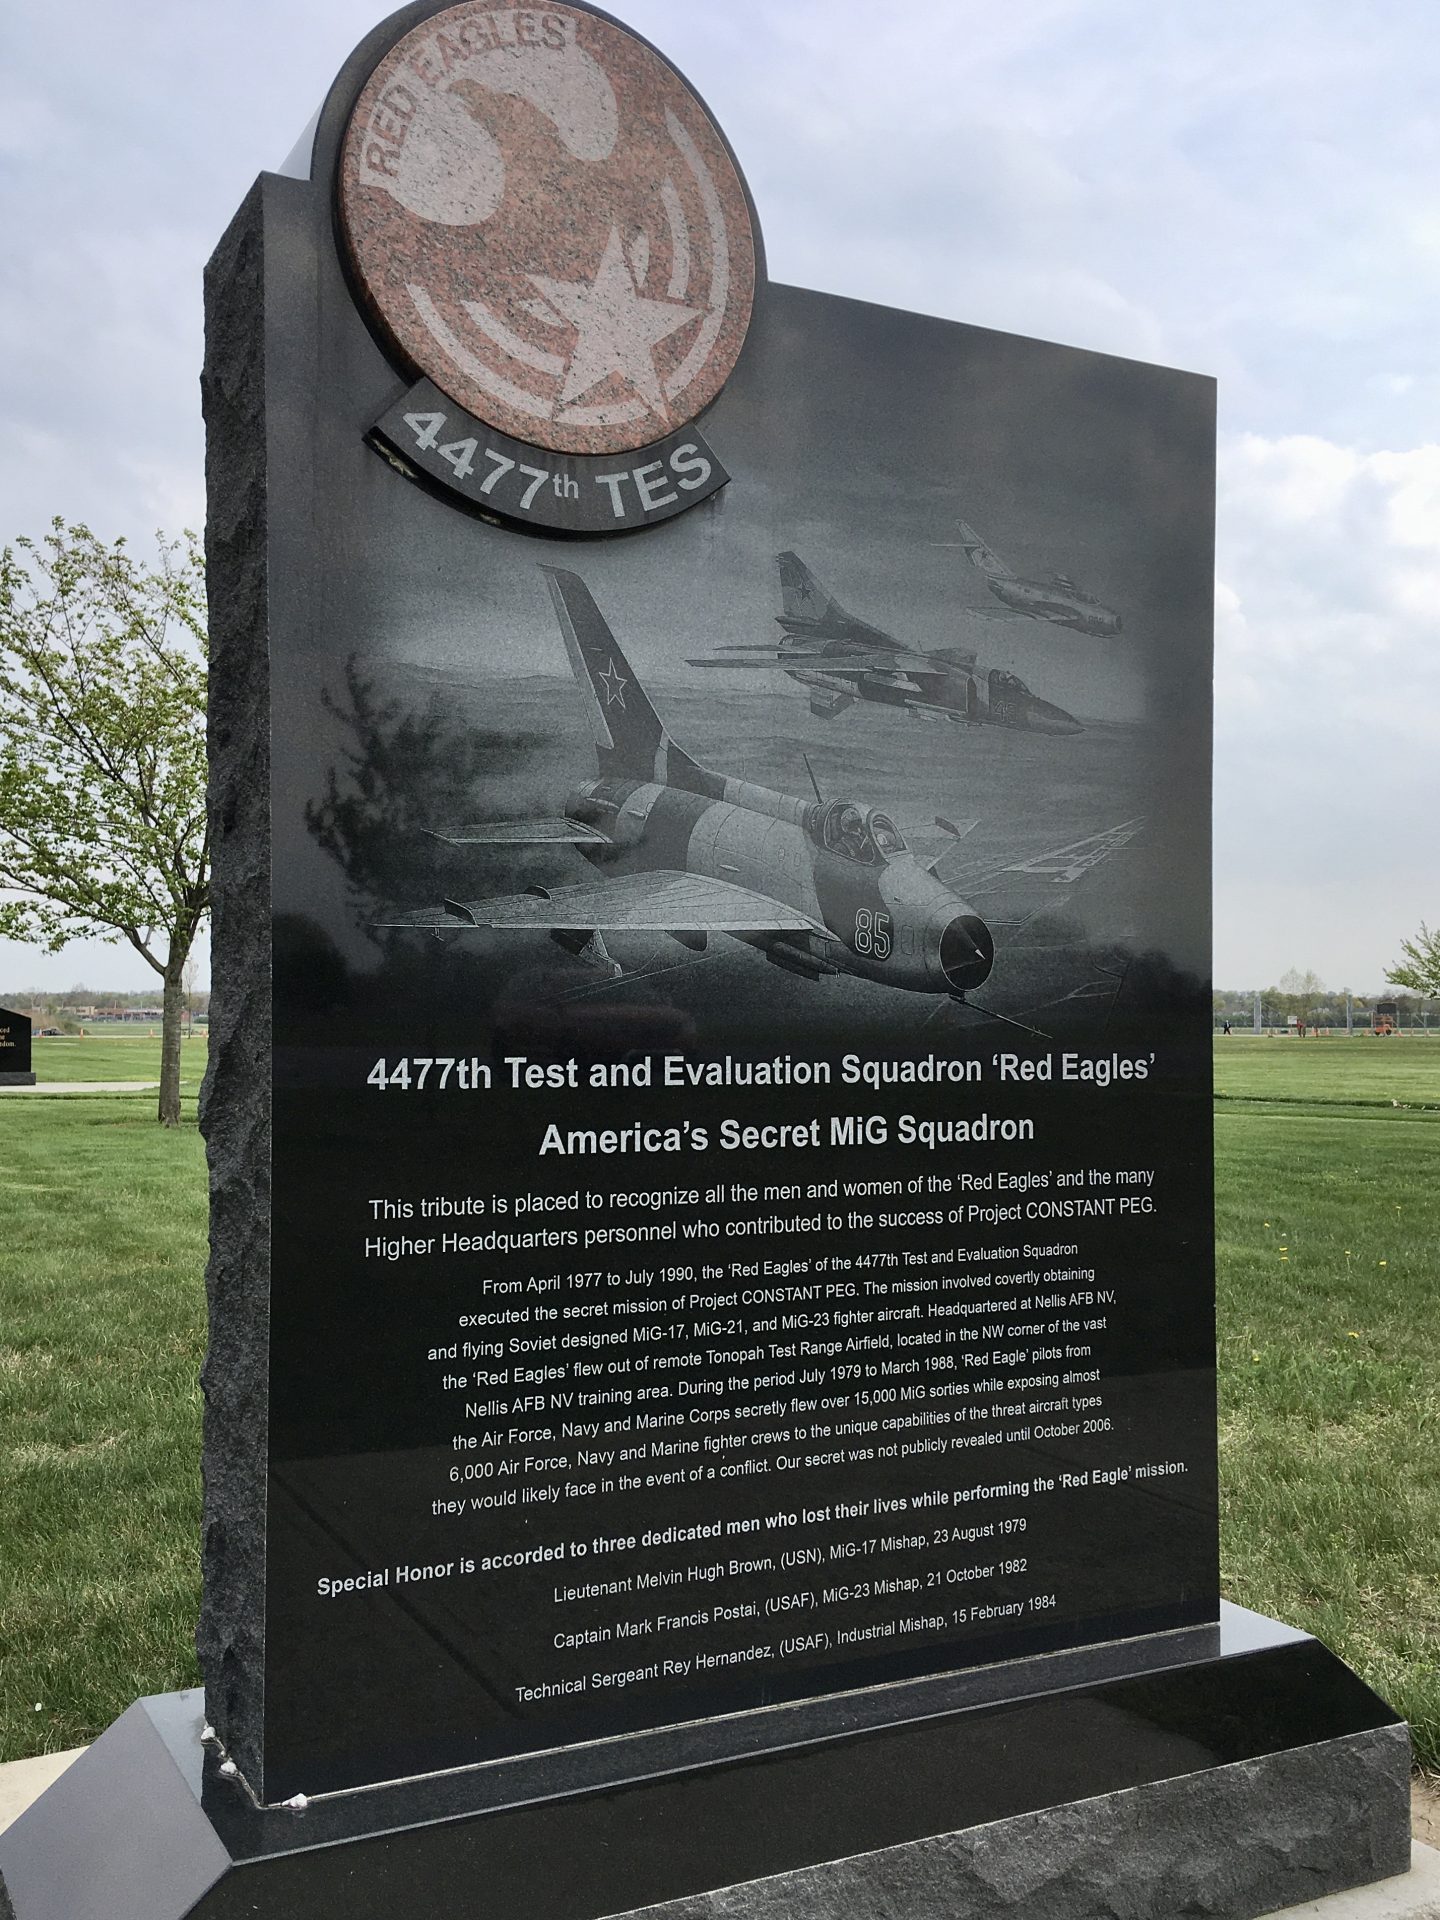 RED EAGLES
4477th TES
85
4477th Test and Evaluation Squadron ‘Red Eagles’
America’s Secret MiG Squadron
This tribute is placed to recognize all the men and women of the ‘Red Eagles’ and the many
Higher Headquarters personnel who contributed to the success of Project CONSTANT PEG.
From April 1977 to July 1990, the ‘Red Eagles’ of the 4477th Test and Evaluation Squadron
executed the secret mission of Project CONSTANT PEG. The mission involved covertly obtaining
and flying Soviet designed MiG-17, MiG-21, and MiG-23 fighter aircraft. Headquartered at Nellis AFB NV,
the ‘Red Eagles’ flew out of remote Tonopah Test Range Airfield, located in the NW corner of the vast
Nellis AFB NV training area. During the period July 1979 to March 1988, ‘Red Eagle’ pilots from
the Air Force, Navy and Marine Corps secretly flew over 15,000 MiG sorties while exposing almost
6,000 Air Force, Navy and Marine fighter crews to the unique capabilities of the threat aircraft types
they would likely face in the event of a conflict. Our secret was not publicly revealed until October 2006.
Special Honor is accorded to three dedicated men who lost their lives while performing the ‘Red Eagle’ mission.
Lieutenant Melvin Hugh Brown, (USN), MiG-17 Mishap, 23 August 1979
Captain Mark Francis Postai, (USAF), MiG-23 Mishap, 21 October 1982
Technical Sergeant Rey Hernandez, (USAF), Industrial Mishap, 15 February 1984